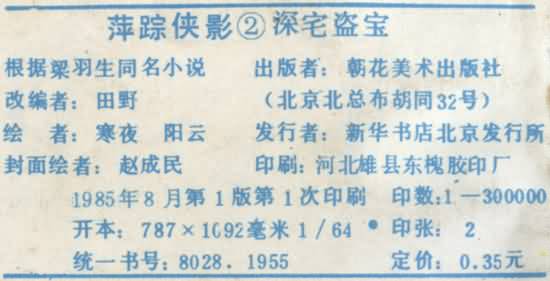 萍踪侠影②深宅盗宝
根据梁羽生同名小说 出版者：朝花美术出版社
改编者：田野 （北京北总布胡同32号）
绘 者：寒夜 阳云 发行者：新华书店北京发行所
封面绘者：赵成民 印刷：河北雄县东槐胶印厂
1985年8月第1版第1次印刷 印数：1—300000
开本：787×1092毫米1/64 • 印张：2
统一书号：8028．1955 定价：0.35元